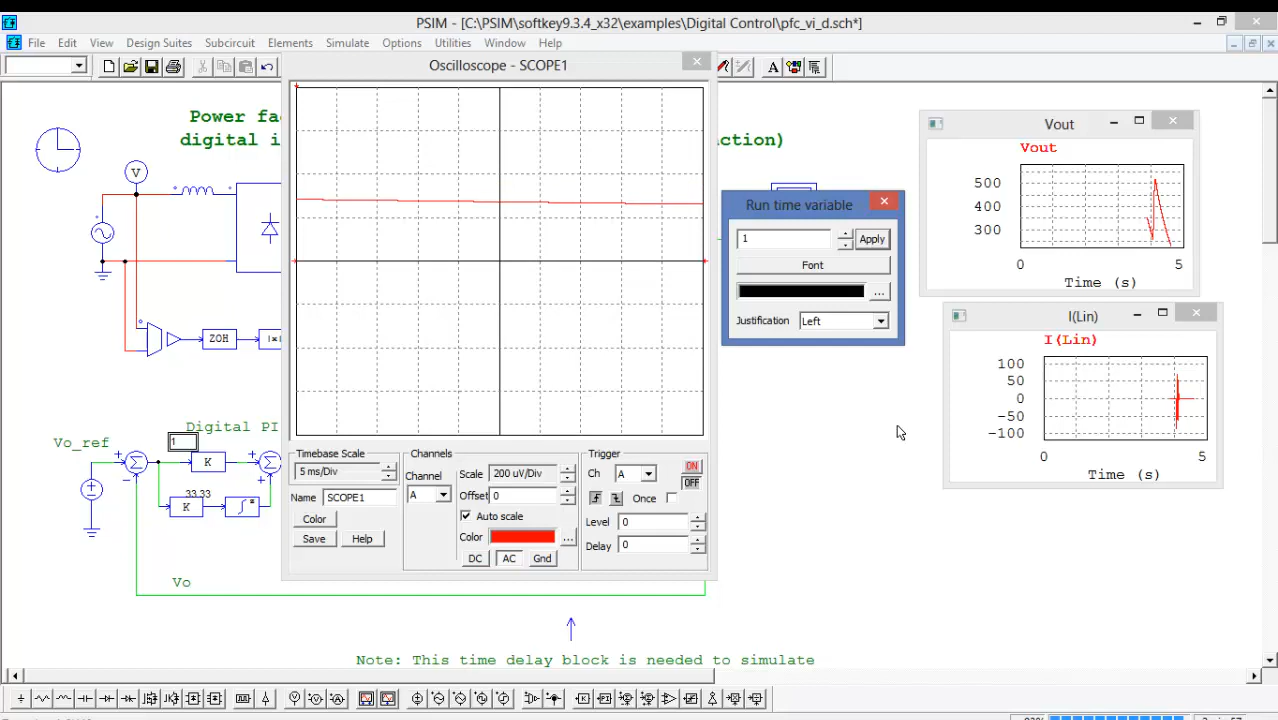 PSIM - [C:\PSIM\softkey9.3.4_x32\examples\Digital Control\pfc_vi_d.sch*]
File Edit View Design Suites Subcircuit Elements Simulate Options Utilities Window Help
Oscilloscope - SCOPE1
Power fa
digital i
ction)
V
ZOH
|×|
Digital PI
1
Vo_ref
K
33.33
K
Vo
Timebase Scale
5 ms/Div
Name SCOPE1
Color
Save Help
Channels
Channel
A
Scale 200 uV/Div
Offset 0
Auto scale
Color
DC AC Gnd
Trigger
Ch A
ON
OFF
Once
Level 0
Delay 0
Run time variable
1 Apply
Font
...
Justification Left
Vout
Vout
500
400
300
0 5
Time (s)
I(Lin)
I(Lin)
100
50
0
-50
-100
0 5
Time (s)
Note: This time delay block is needed to simulate